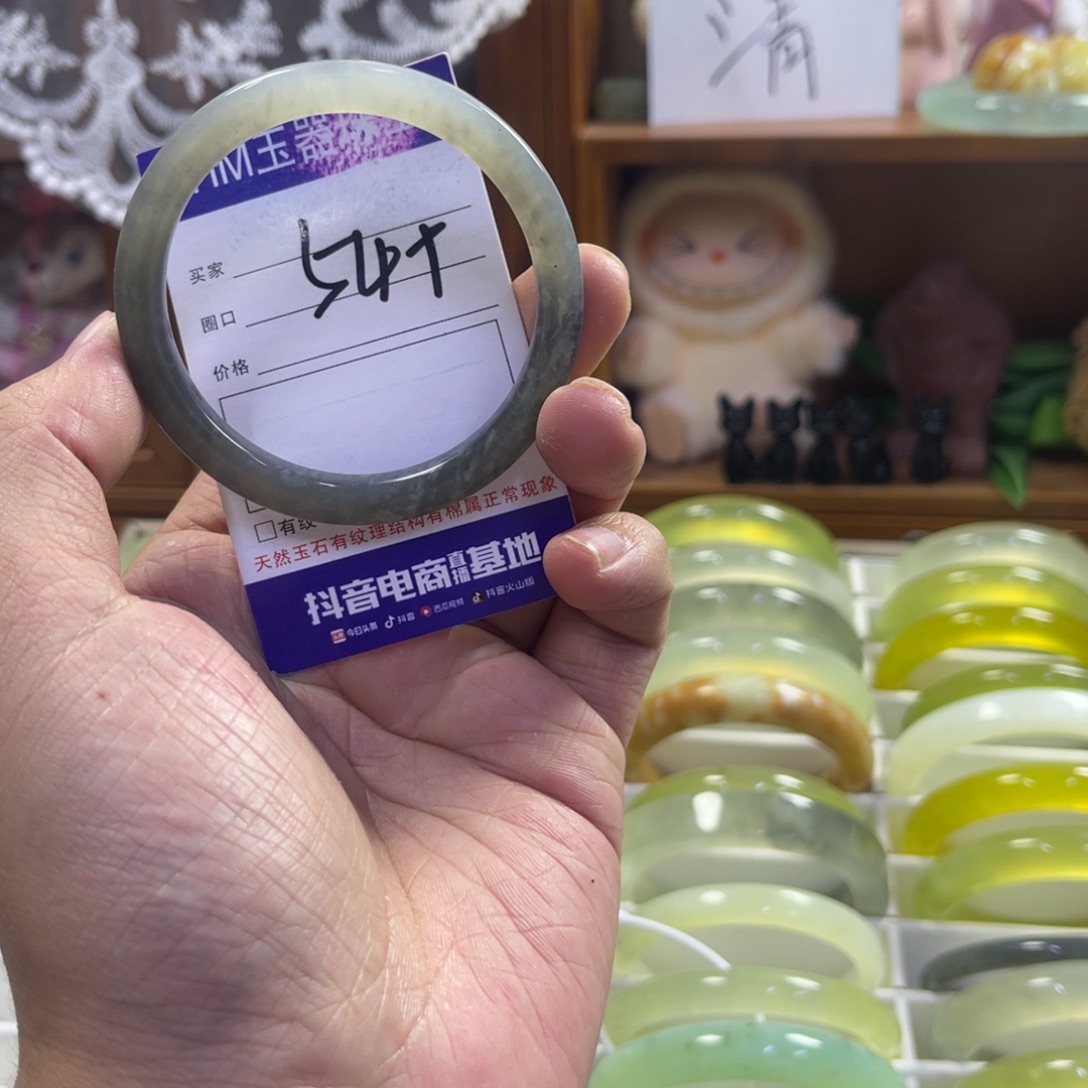 清
M玉器
54+
买家
圈口
价格
有纹
天然玉石有纹理结构有棉属正常现象
抖音电商直播基地
今日头条 抖音 西瓜视频 抖音火山版